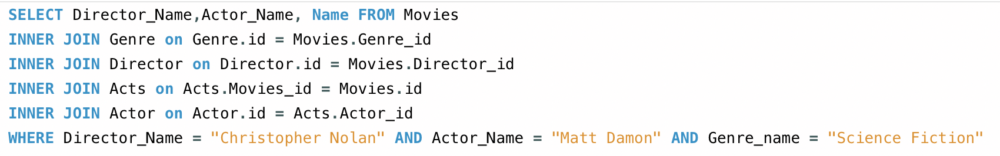 SELECT Director_Name,Actor_Name, Name FROM Movies
INNER JOIN Genre on Genre.id = Movies.Genre_id
INNER JOIN Director on Director.id = Movies.Director_id
INNER JOIN Acts on Acts.Movies_id = Movies.id
INNER JOIN Actor on Actor.id = Acts.Actor_id
WHERE Director_Name = "Christopher Nolan" AND Actor_Name = "Matt Damon" AND Genre_name = "Science Fiction"